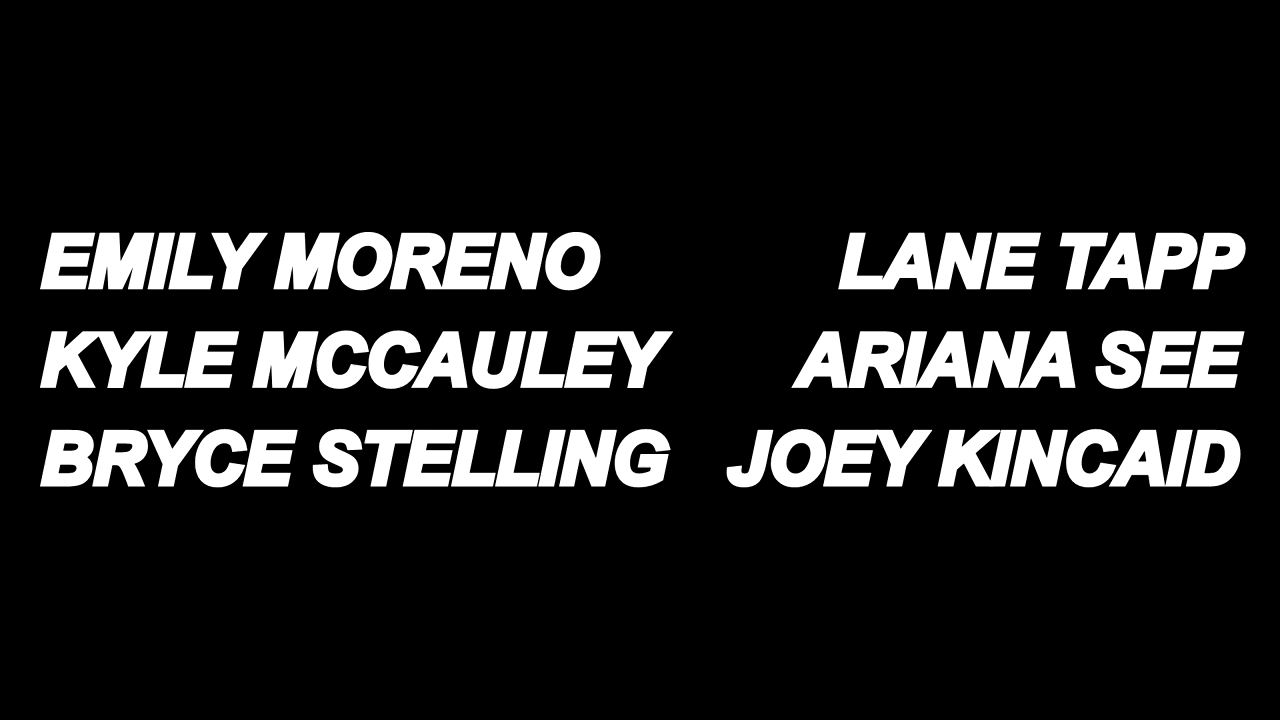 EMILY MORENO LANE TAPP
KYLE MCCAULEY ARIANA SEE
BRYCE STELLING JOEY KINCAID